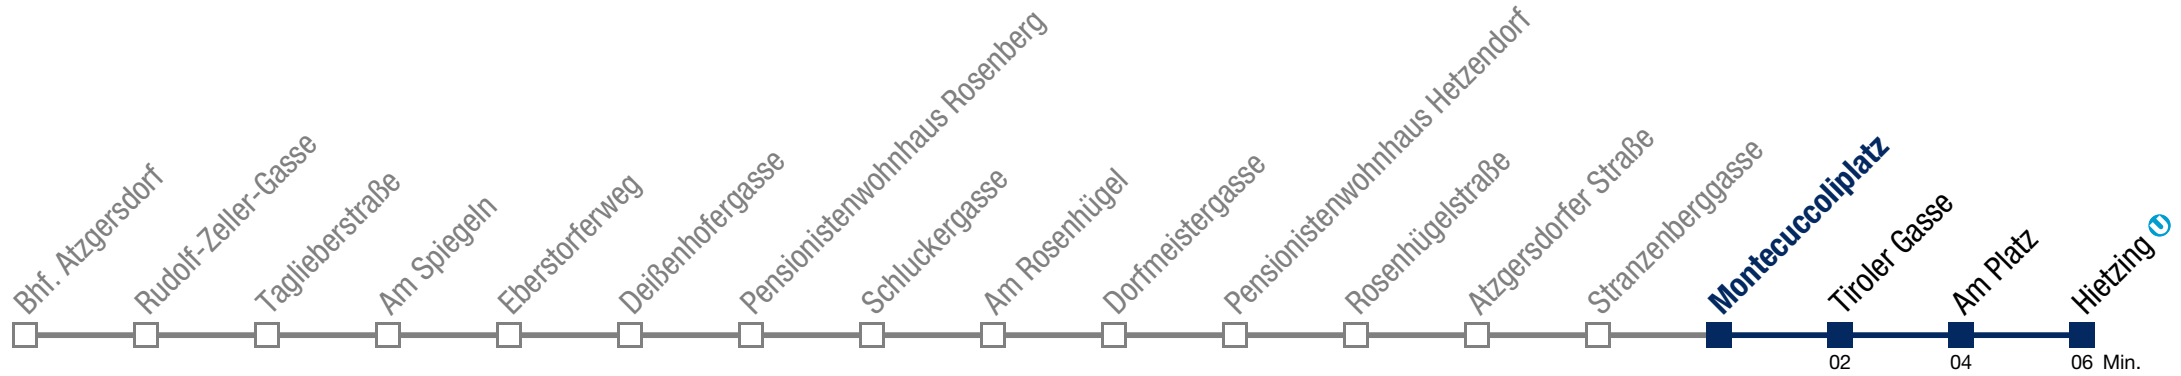 Bhf. Atzgersdorf
Rudolf-Zeller-Gasse
Taglieberstraße
Am Spiegeln
Eberstorferweg
Deißenhofergasse
Pensionistenwohnhaus Rosenberg
Schluckergasse
Am Rosenhügel
Dorfmeistergasse
Pensionistenwohnhaus Hetzendorf
Rosenhügelstraße
Atzgersdorfer Straße
Stranzenberggasse
Montecuccoliplatz
Tiroler Gasse
Am Platz
Hietzing U
02 04 06 Min.